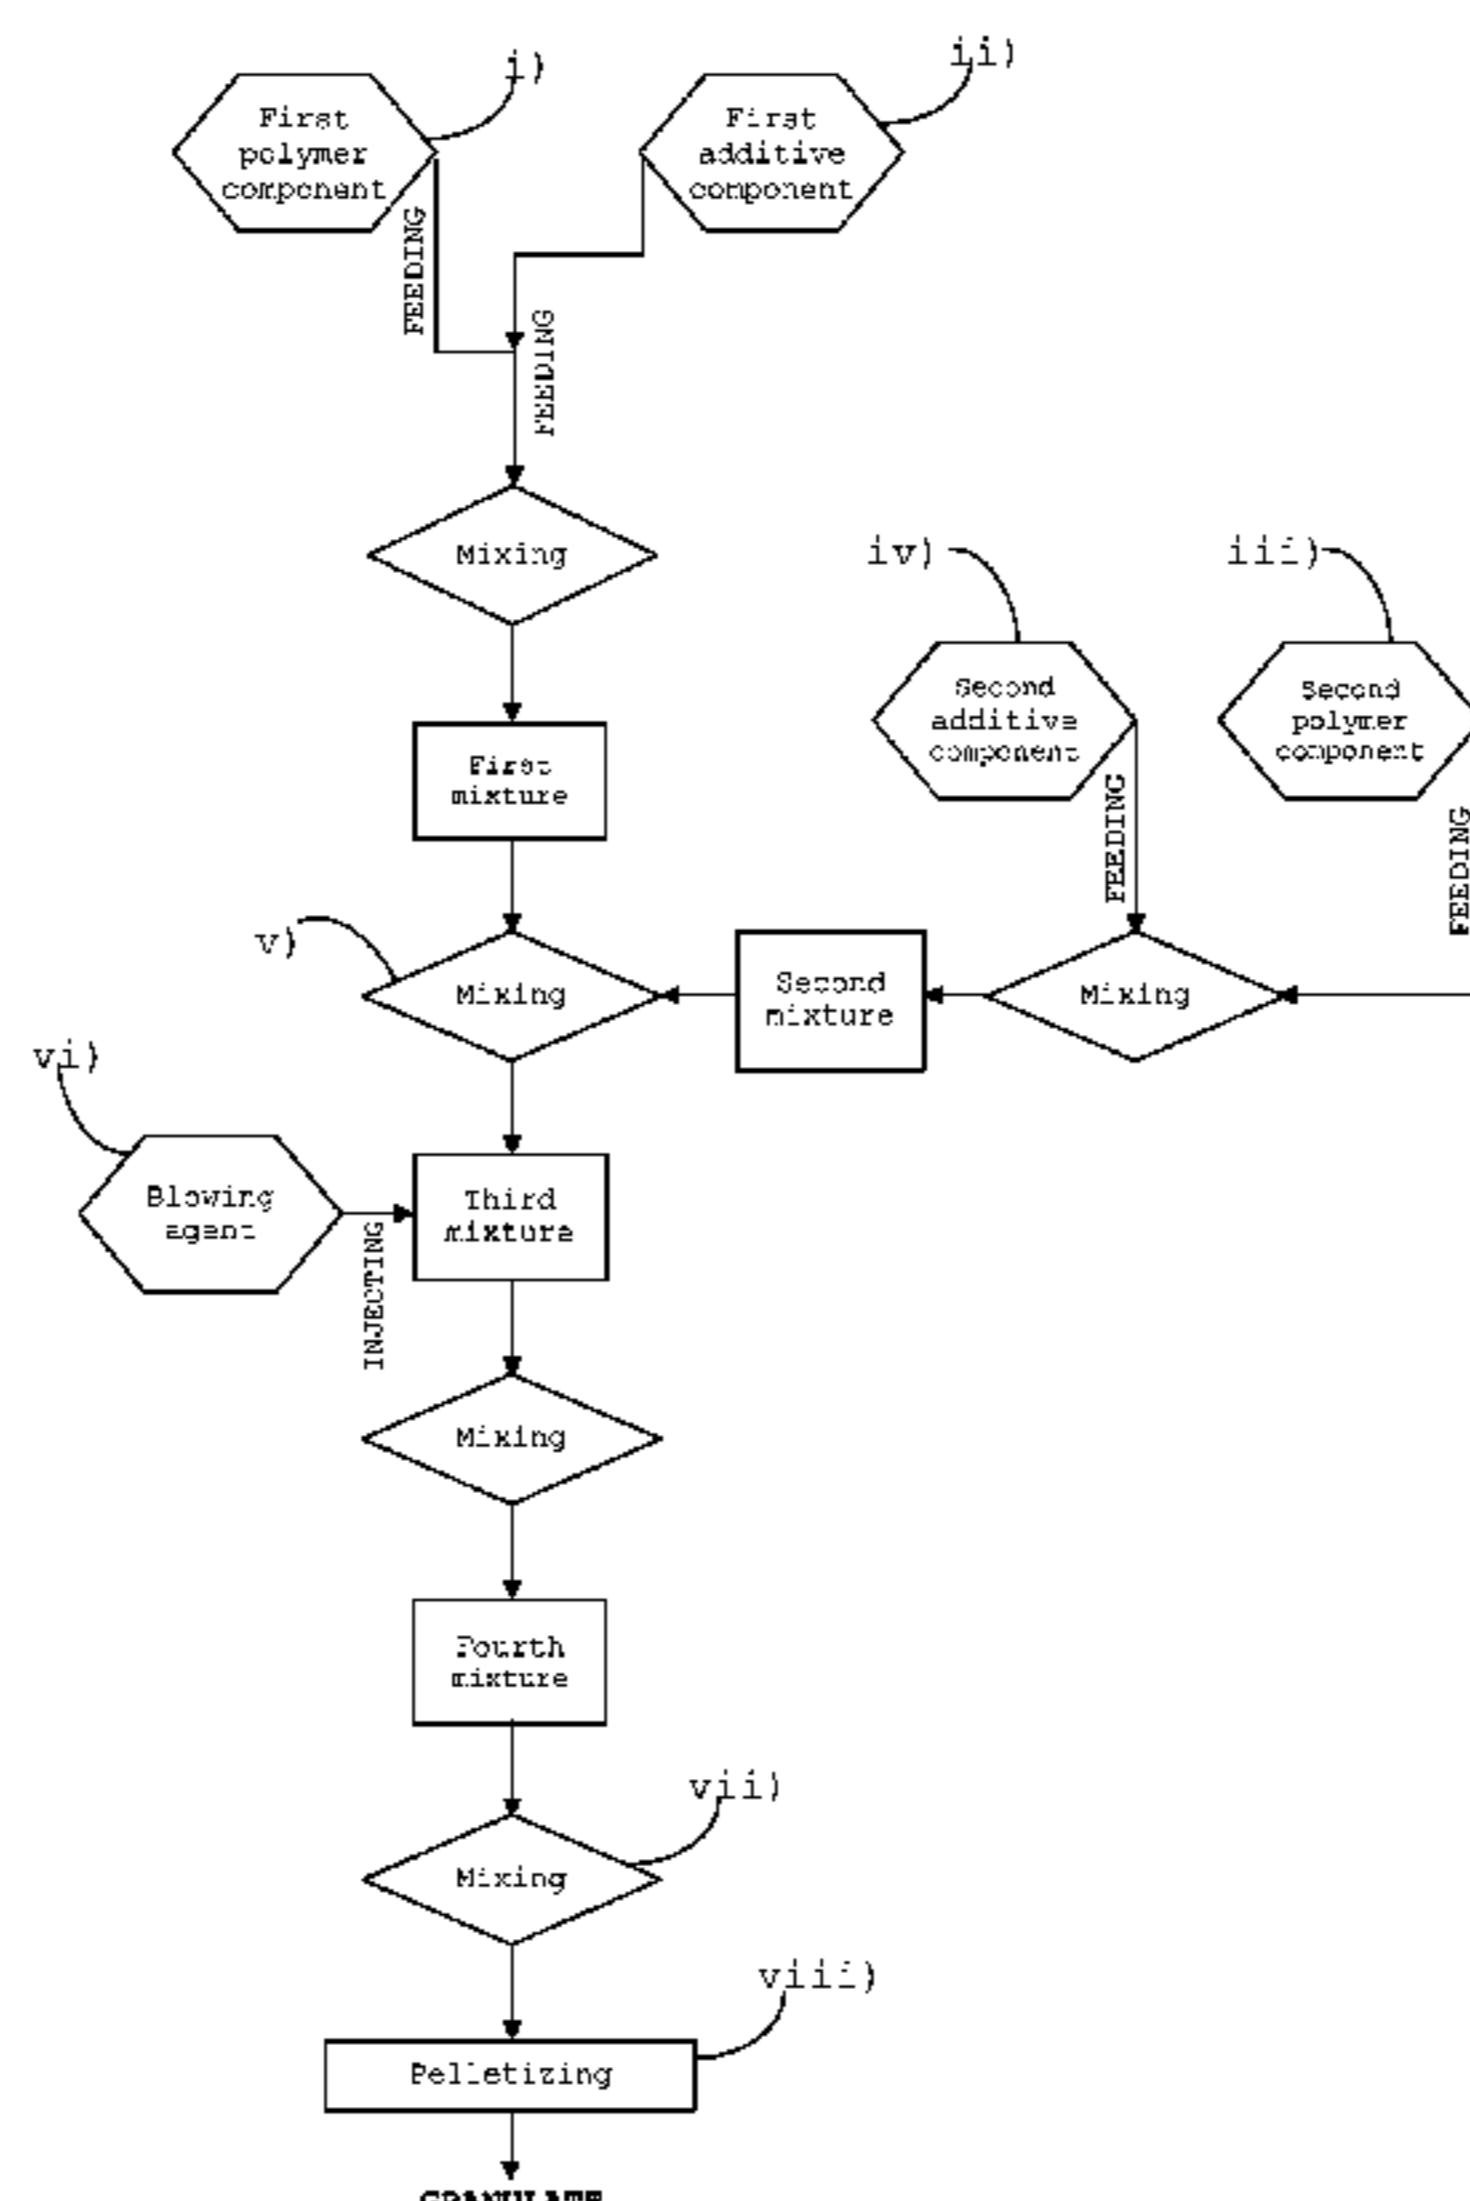 i)
ii)
First
polymer
component
First
additive
component
FEEDING
FEEDING
Mixing
iv)
iii)
Second
additive
component
Second
polymer
component
First
mixture
FEEDING
FEEDING
v)
Mixing
Second
mixture
Mixing
vi)
Blowing
agent
Third
mixture
INJECTING
Mixing
Fourth
mixture
vii)
Mixing
viii)
Pelletizing
GRANULATE